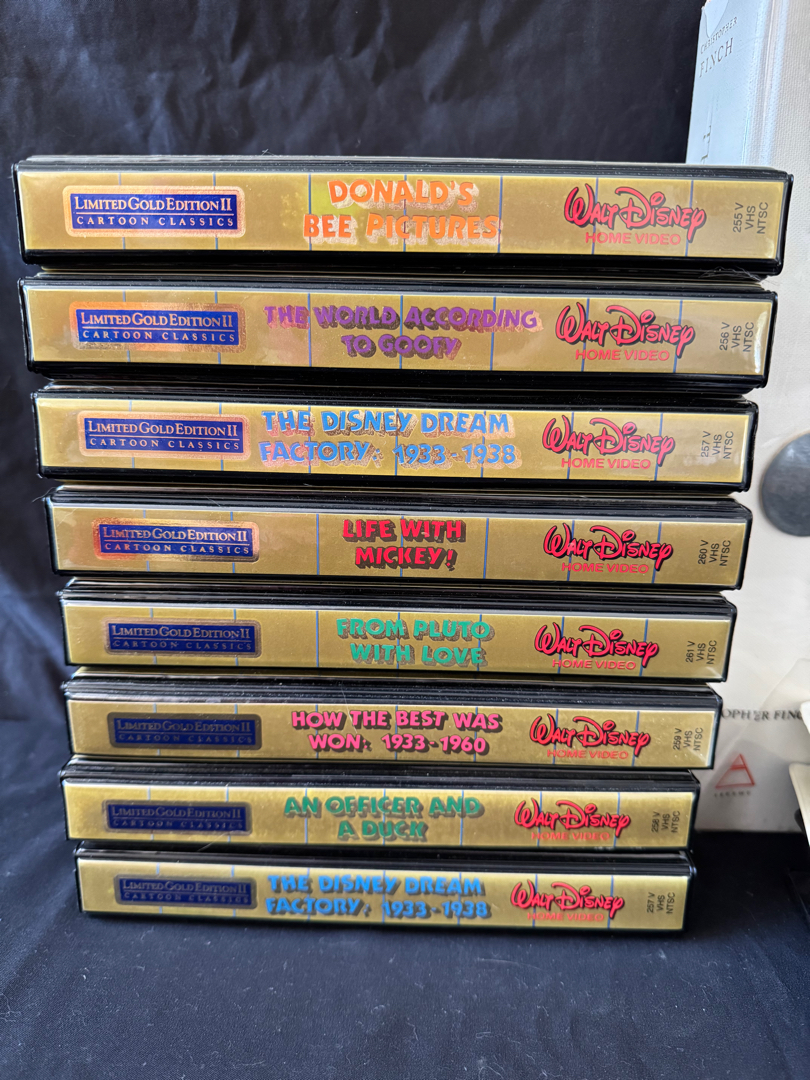 CHRISTOPHER
FINCH
LIMITED GOLD EDITION II
CARTOON CLASSICS
DONALD'S
BEE PICTURES
WALT DISNEY
HOME VIDEO
255 V
VHS
NTSC
LIMITED GOLD EDITION II
CARTOON CLASSICS
THE WORLD ACCORDING
TO GOOFY
WALT DISNEY
HOME VIDEO
256 V
VHS
NTSC
LIMITED GOLD EDITION II
CARTOON CLASSICS
THE DISNEY DREAM
FACTORY: 1933-1938
WALT DISNEY
HOME VIDEO
257 V
VHS
NTSC
LIMITED GOLD EDITION II
CARTOON CLASSICS
LIFE WITH
MICKEY!
WALT DISNEY
HOME VIDEO
260 V
VHS
NTSC
LIMITED GOLD EDITION II
CARTOON CLASSICS
FROM PLUTO
WITH LOVE
WALT DISNEY
HOME VIDEO
261 V
VHS
NTSC
LIMITED GOLD EDITION II
CARTOON CLASSICS
HOW THE BEST WAS
WON: 1933-1960
WALT DISNEY
HOME VIDEO
259 V
VHS
NTSC
LIMITED GOLD EDITION II
CARTOON CLASSICS
AN OFFICER AND
A DUCK
WALT DISNEY
HOME VIDEO
258 V
VHS
NTSC
LIMITED GOLD EDITION II
CARTOON CLASSICS
THE DISNEY DREAM
FACTORY: 1933-1938
WALT DISNEY
HOME VIDEO
257 V
VHS
NTSC
OPHER FINC
ABRAMS